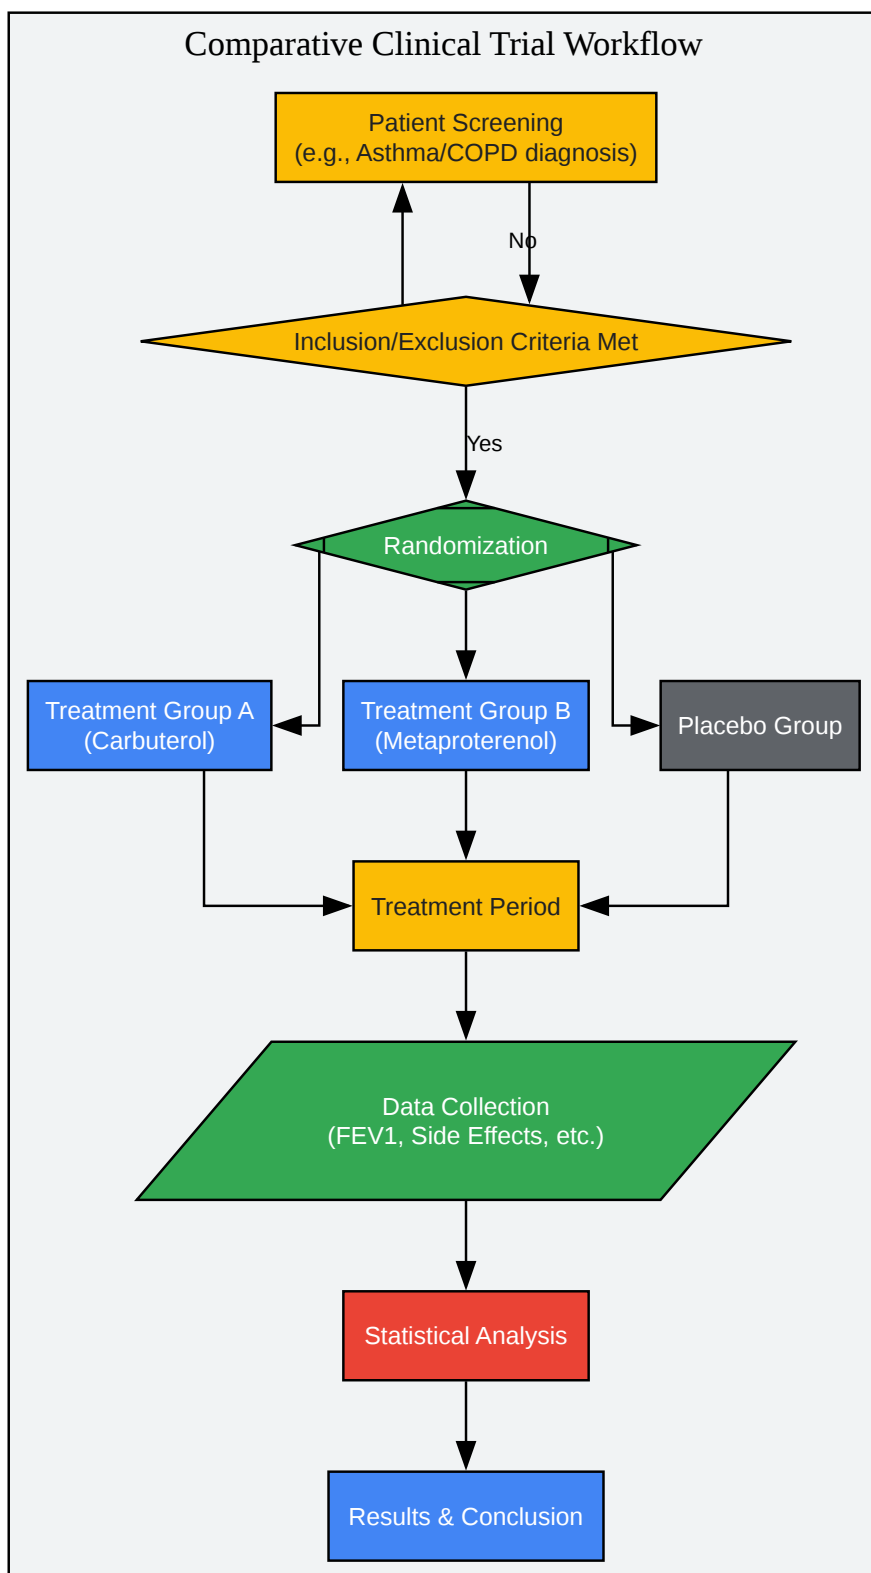 Comparative Clinical Trial Workflow
Patient Screening
(e.g., Asthma/COPD diagnosis)
No
Inclusion/Exclusion Criteria Met
Yes
Randomization
Treatment Group A
(Carbuterol)
Treatment Group B
(Metaproterenol)
Placebo Group
Treatment Period
Data Collection
(FEV1, Side Effects, etc.)
Statistical Analysis
Results & Conclusion